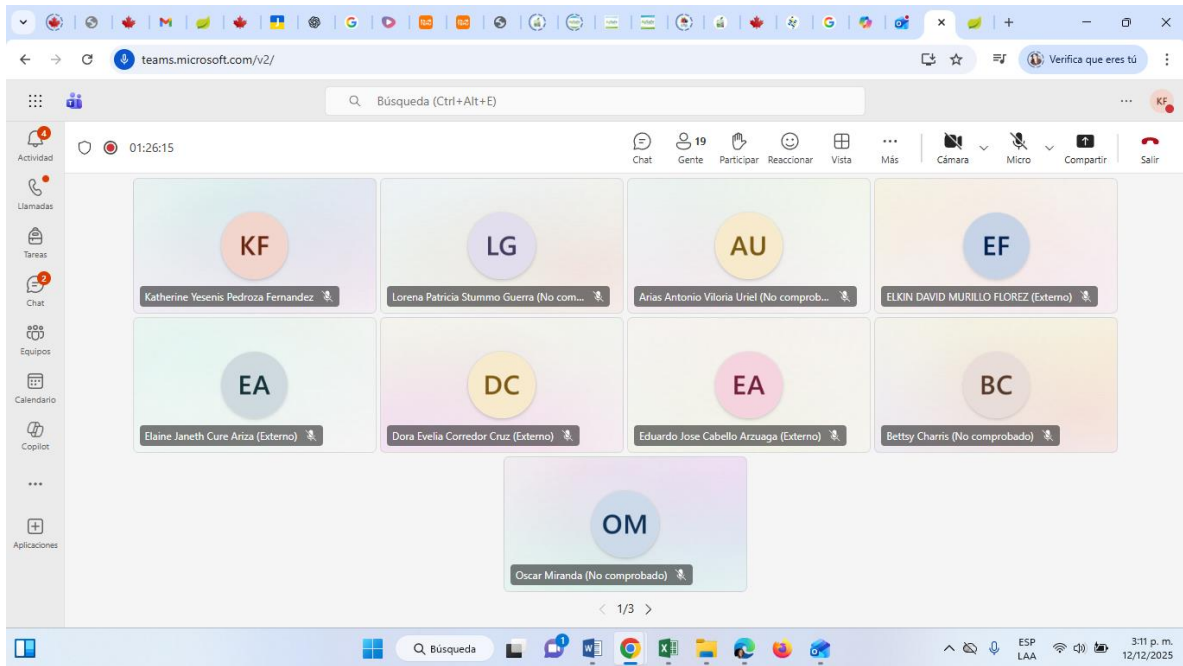 teams.microsoft.com/v2/
Verifica que eres tú
Búsqueda (Ctrl+Alt+E)
KF
4
Actividad
01:26:15
Chat
19
Gente
Participar
Reaccionar
Vista
Más
Cámara
Micro
Compartir
Salir
Llamadas
Tareas
2
Chat
Equipos
Calendario
Copilot
Aplicaciones
KF
Katherine Yesenis Pedroza Fernandez
LG
Lorena Patricia Stummo Guerra (No com...
AU
Arias Antonio Viloria Uriel (No comprob...
EF
ELKIN DAVID MURILLO FLOREZ (Externo)
EA
Elaine Janeth Cure Ariza (Externo)
DC
Dora Evelia Corredor Cruz (Externo)
EA
Eduardo Jose Cabello Arzuaga (Externo)
BC
Bettsy Charris (No comprobado)
OM
Oscar Miranda (No comprobado)
1/3
Búsqueda
1
ESP
LAA
3:11 p. m.
12/12/2025